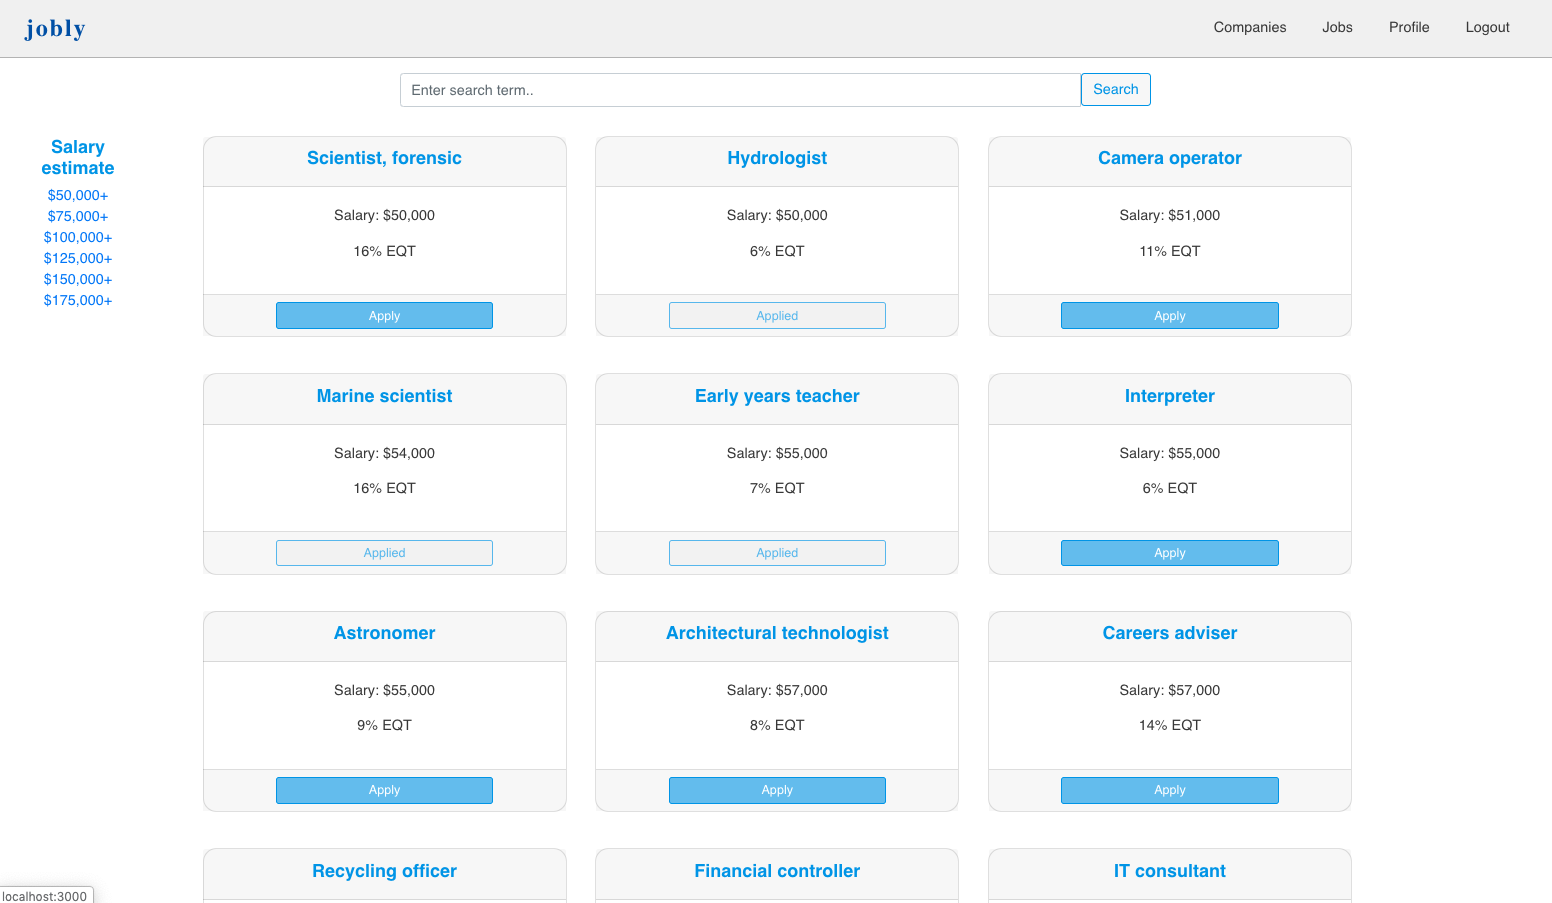 jobly
Companies Jobs Profile Logout
Enter search term.. Search
Salary
estimate
$50,000+
$75,000+
$100,000+
$125,000+
$150,000+
$175,000+
Scientist, forensic
Salary: $50,000
16% EQT
Apply
Hydrologist
Salary: $50,000
6% EQT
Applied
Camera operator
Salary: $51,000
11% EQT
Apply
Marine scientist
Salary: $54,000
16% EQT
Applied
Early years teacher
Salary: $55,000
7% EQT
Applied
Interpreter
Salary: $55,000
6% EQT
Apply
Astronomer
Salary: $55,000
9% EQT
Apply
Architectural technologist
Salary: $57,000
8% EQT
Apply
Careers adviser
Salary: $57,000
14% EQT
Apply
Recycling officer
Financial controller
IT consultant
localhost:3000